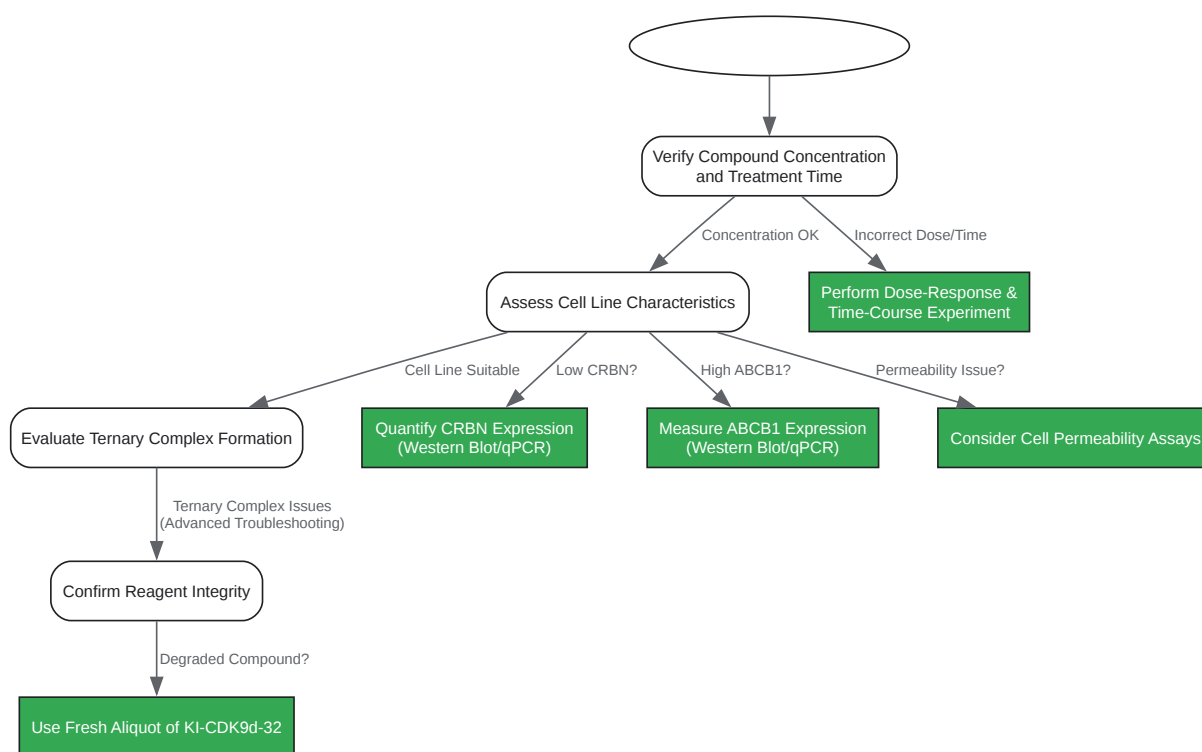 Verify Compound Concentration
and Treatment Time
Concentration OK
Incorrect Dose/Time
Assess Cell Line Characteristics
Perform Dose-Response &
Time-Course Experiment
Cell Line Suitable
Low CRBN?
High ABCB1?
Permeability Issue?
Evaluate Ternary Complex Formation
Quantify CRBN Expression
(Western Blot/qPCR)
Measure ABCB1 Expression
(Western Blot/qPCR)
Consider Cell Permeability Assays
Ternary Complex Issues
(Advanced Troubleshooting)
Confirm Reagent Integrity
Degraded Compound?
Use Fresh Aliquot of KI-CDK9d-32